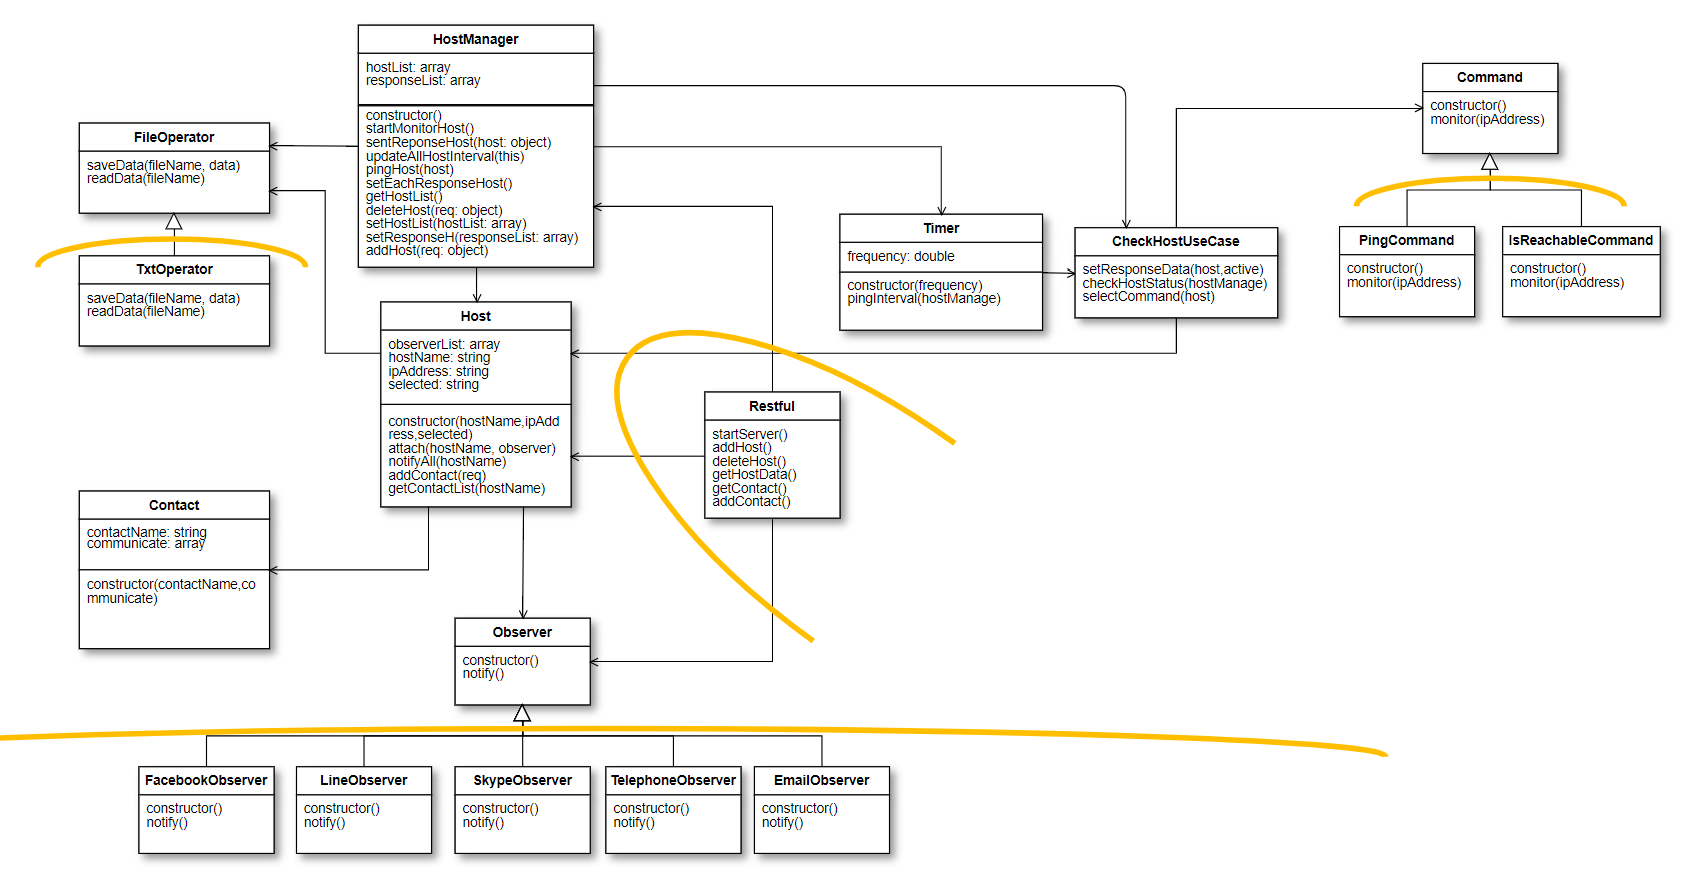 HostManager
hostList: array
responseList: array
constructor()
startMonitorHost()
sentReponseHost(host: object)
updateAllHostInterval(this)
pingHost(host)
setEachResponseHost()
getHostList()
deleteHost(req: object)
setHostList(hostList: array)
setResponseH(responseList: array)
addHost(req: object)
Command
constructor()
monitor(ipAddress)
FileOperator
saveData(fileName, data)
readData(fileName)
TxtOperator
saveData(fileName, data)
readData(fileName)
Timer
frequency: double
constructor(frequency)
pingInterval(hostManage)
CheckHostUseCase
setResponseData(host,active)
checkHostStatus(hostManage)
selectCommand(host)
PingCommand
constructor()
monitor(ipAddress)
IsReachableCommand
constructor()
monitor(ipAddress)
Host
observerList: array
hostName: string
ipAddress: string
selected: string
constructor(hostName,ipAdd
ress,selected)
attach(hostName, observer)
notifyAll(hostName)
addContact(req)
getContactList(hostName)
Restful
startServer()
addHost()
deleteHost()
getHostData()
getContact()
addContact()
Contact
contactName: string
communicate: array
constructor(contactName,co
mmunicate)
Observer
constructor()
notify()
FacebookObserver
constructor()
notify()
LineObserver
constructor()
notify()
SkypeObserver
constructor()
notify()
TelephoneObserver
constructor()
notify()
EmailObserver
constructor()
notify()